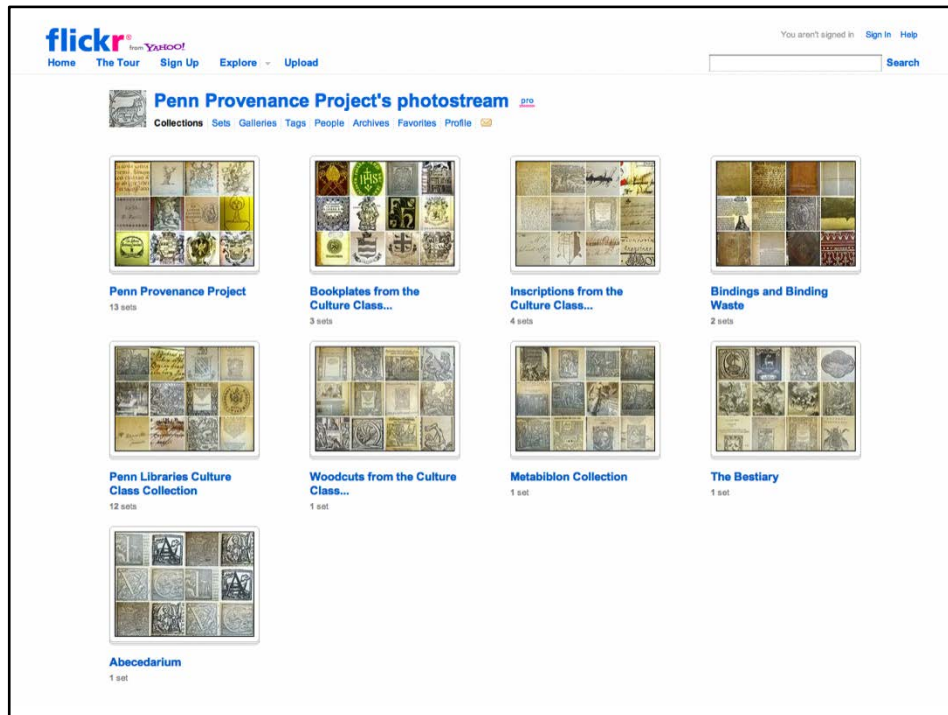 You aren't signed in Sign In Help
flickr® from YAHOO!
Home The Tour Sign Up Explore Upload
Search
Penn Provenance Project's photostream pro
Collections Sets Galleries Tags People Archives Favorites Profile
Penn Provenance Project
13 sets
Bookplates from the
Culture Class...
3 sets
Inscriptions from the
Culture Class...
4 sets
Bindings and Binding
Waste
2 sets
Penn Libraries Culture
Class Collection
12 sets
Woodcuts from the Culture
Class...
1 set
Metabiblon Collection
1 set
The Bestiary
1 set
Abecedarium
1 set